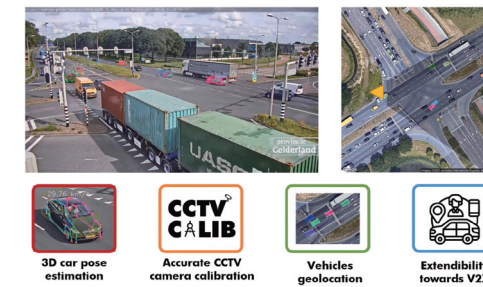 provincie
Gelderland
UASC
29,76 km/h
CCTV
CALIB
3D car pose
estimation
Accurate CCTV
camera calibration
Vehicles
geolocation
Extendibilit
towards V2